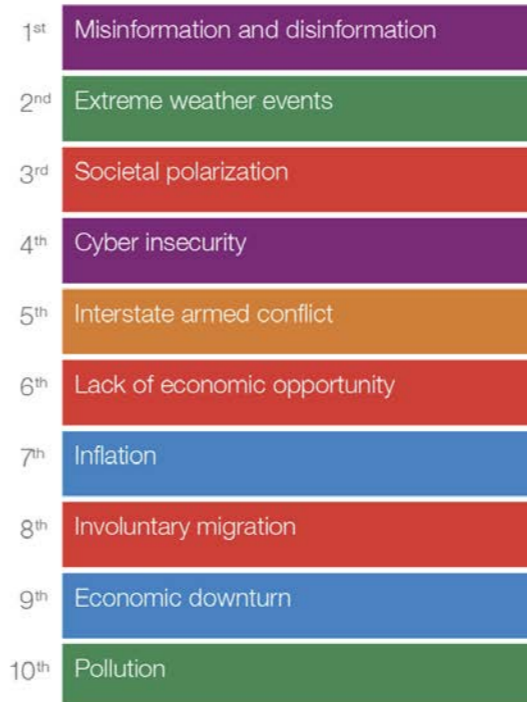 1st Misinformation and disinformation
2nd Extreme weather events
3rd Societal polarization
4th Cyber insecurity
5th Interstate armed conflict
6th Lack of economic opportunity
7th Inflation
8th Involuntary migration
9th Economic downturn
10th Pollution